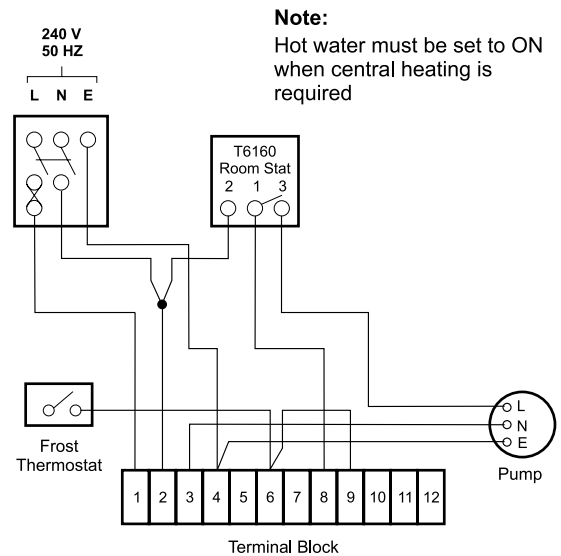 Note:
Hot water must be set to ON
when central heating is
required
240 V
50 HZ
L N E
T6160
Room Stat
2 1 3
L
N
E
Pump
Frost
Thermostat
1 2 3 4 5 6 7 8 9 10 11 12
Terminal Block